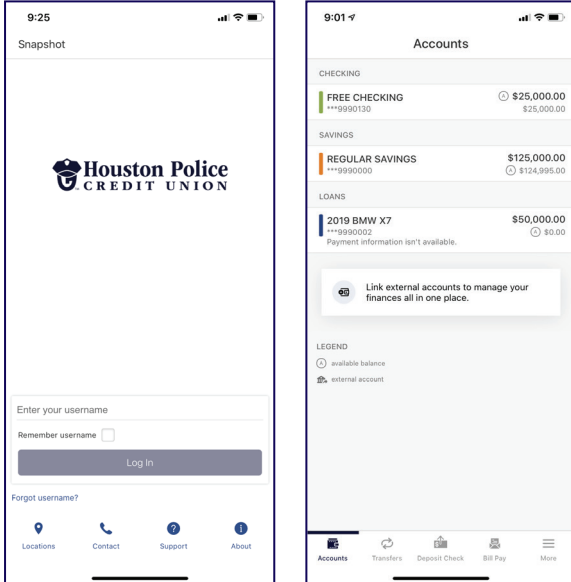 9:25
Snapshot
Houston Police
CREDIT UNION
Enter your username
Remember username
Log In
Forgot username?
Locations
Contact
Support
About
9:01
Accounts
CHECKING
FREE CHECKING
A $25,000.00
***9990130
$25,000.00
SAVINGS
REGULAR SAVINGS
$125,000.00
***9990000
A $124,995.00
LOANS
2019 BMW X7
$50,000.00
***9990002
A $0.00
Payment information isn't available.
Link external accounts to manage your
finances all in one place.
LEGEND
A available balance
external account
Accounts
Transfers
Deposit Check
Bill Pay
More